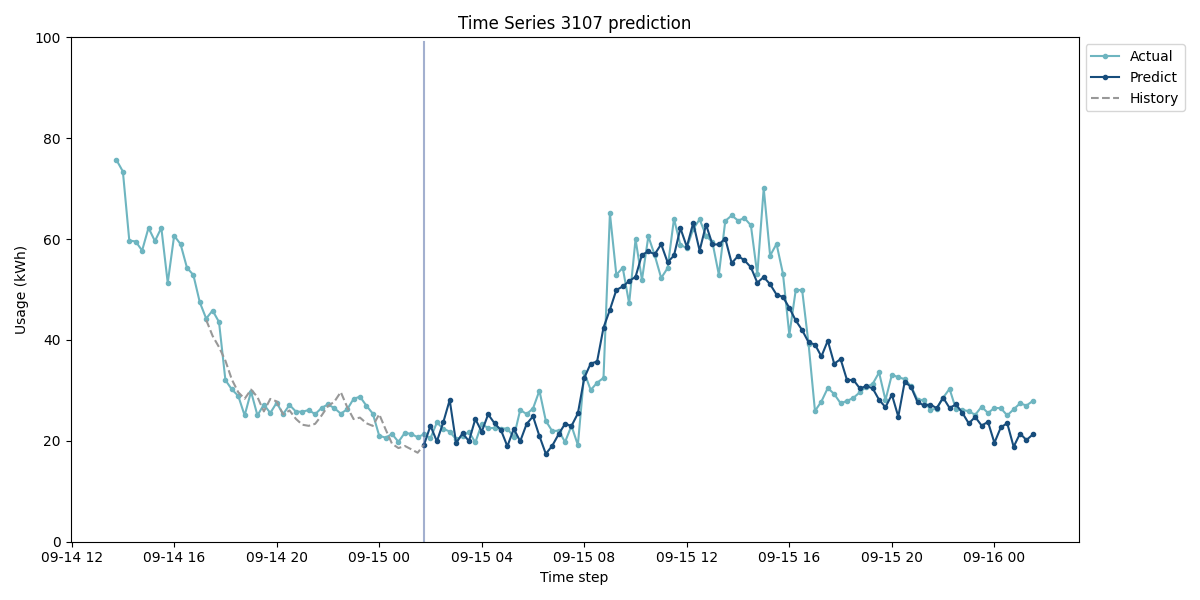 Time Series 3107 prediction
100
80
60
40
20
0
Usage (kWh)
09-14 12
09-14 16
09-14 20
09-15 00
09-15 04
09-15 08
09-15 12
09-15 16
09-15 20
09-16 00
Time step
Actual
Predict
History